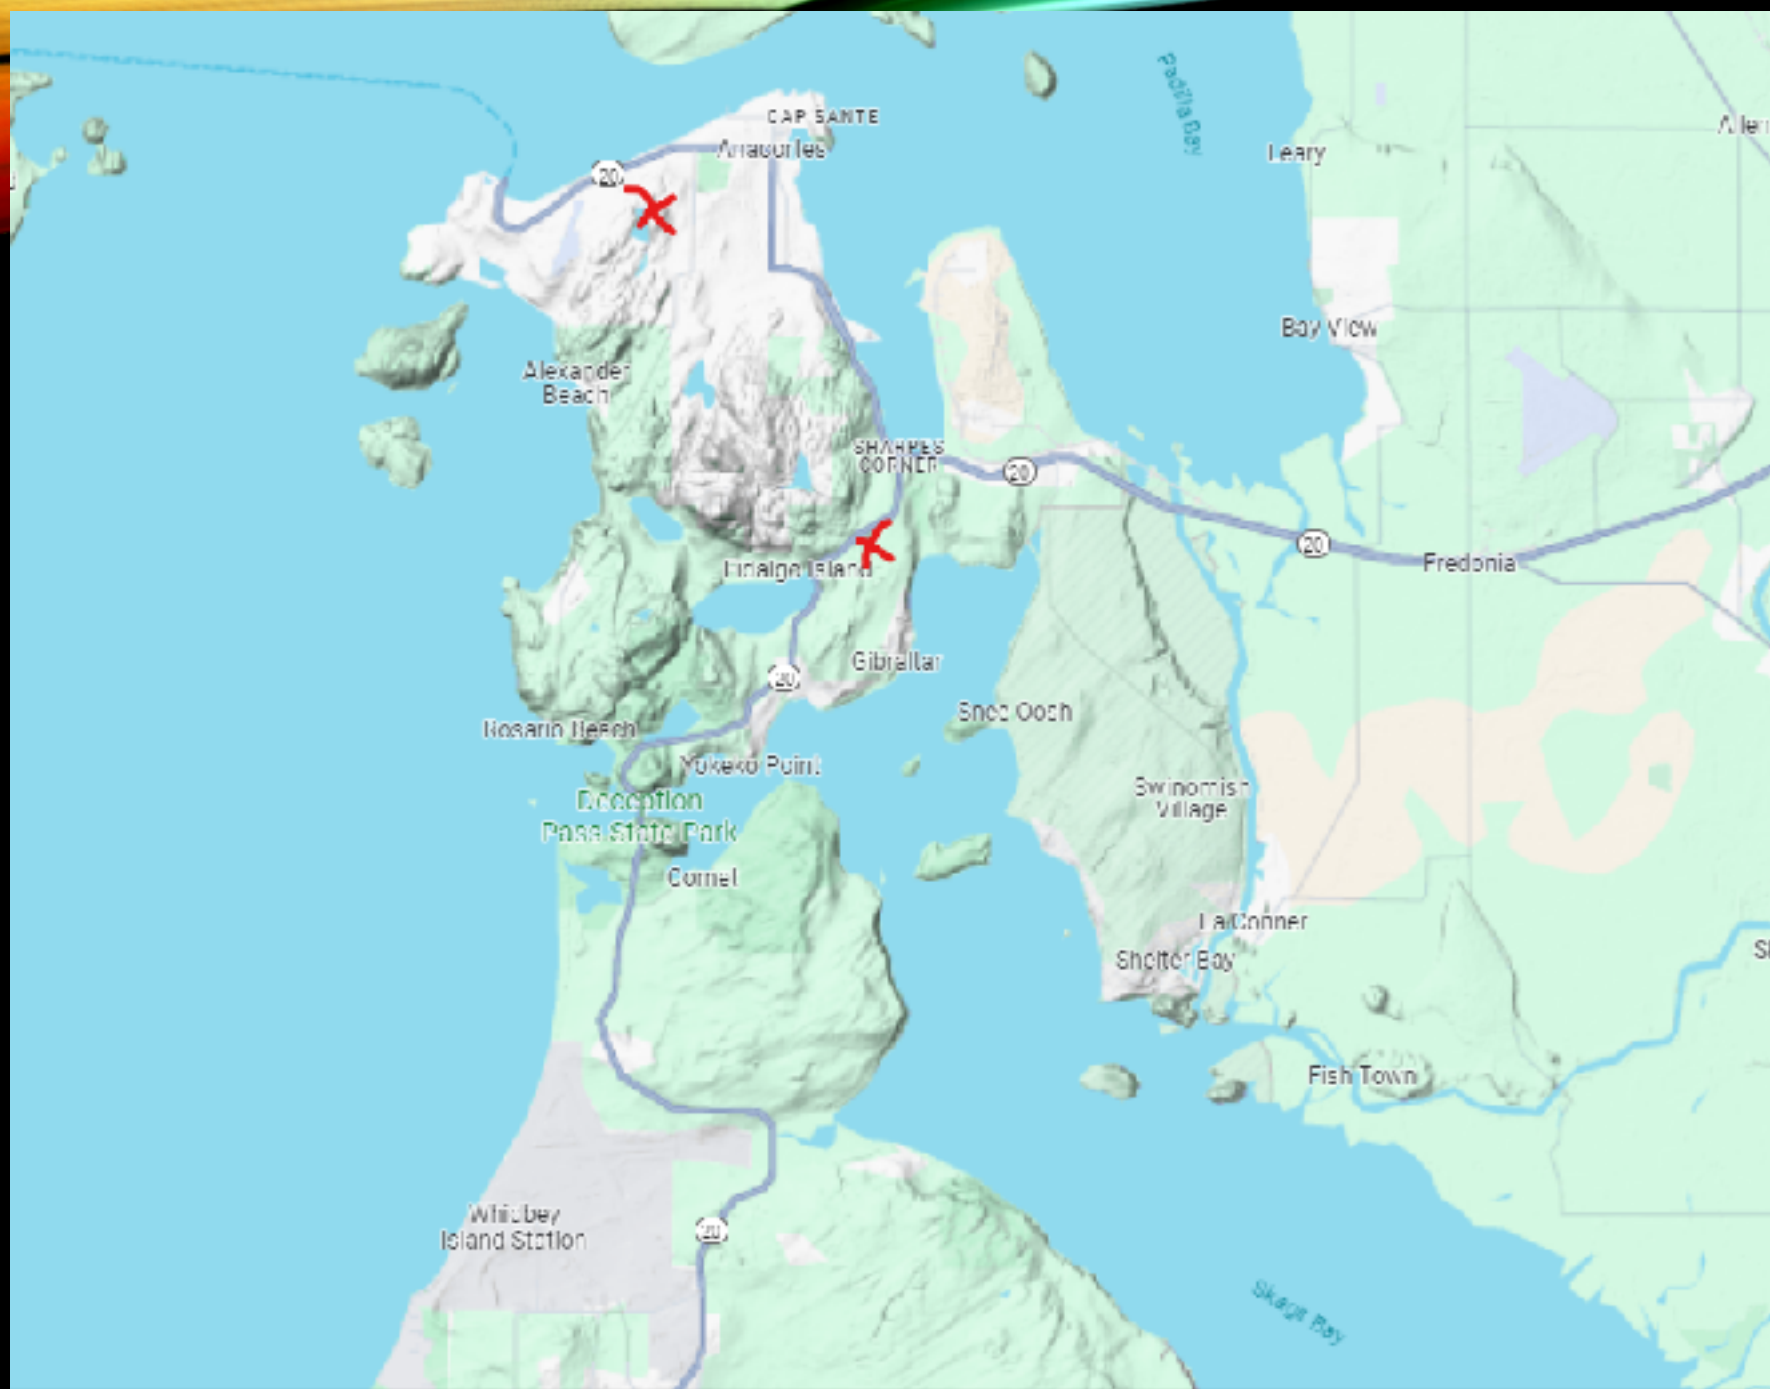 CAP SANTE
Anacortes
Padilla Bay
Leary
20
Bay View
Alexander
Beach
SHARPES
CORNER
20
20
Fredonia
Fidalgo Island
Gibraltar
20
Snee Oosh
Rosario Beach
Yokeko Point
Swinomish
Village
Deception
Pass State Park
Cornet
La Conner
Shelter Bay
Fish Town
Whidbey
Island Station
20
Skagit Bay